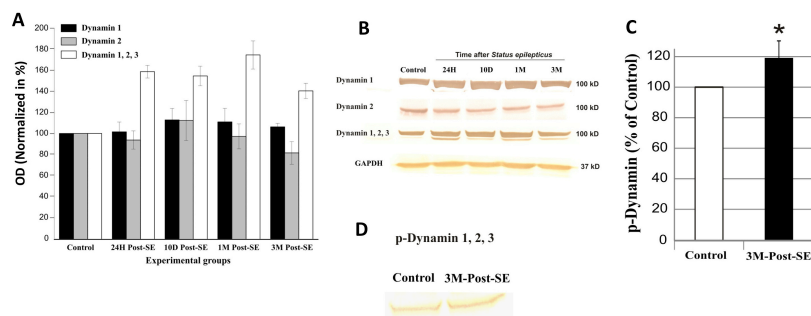 A
OD (Normalized in %)
200
180
160
140
120
100
80
60
40
20
0
Dynamin 1
Dynamin 2
Dynamin 1, 2, 3
Control 24H Post-SE 10D Post-SE 1M Post-SE 3M Post-SE
Experimental groups
B
Time after Status epilepticus
Control 24H 10D 1M 3M
Dynamin 1 100 kD
Dynamin 2 100 kD
Dynamin 1, 2, 3 100 kD
GAPDH 37 kD
D
p-Dynamin 1, 2, 3
Control 3M-Post-SE
C
*
p-Dynamin (% of Control)
120
100
80
60
40
20
0
Control 3M-Post-SE